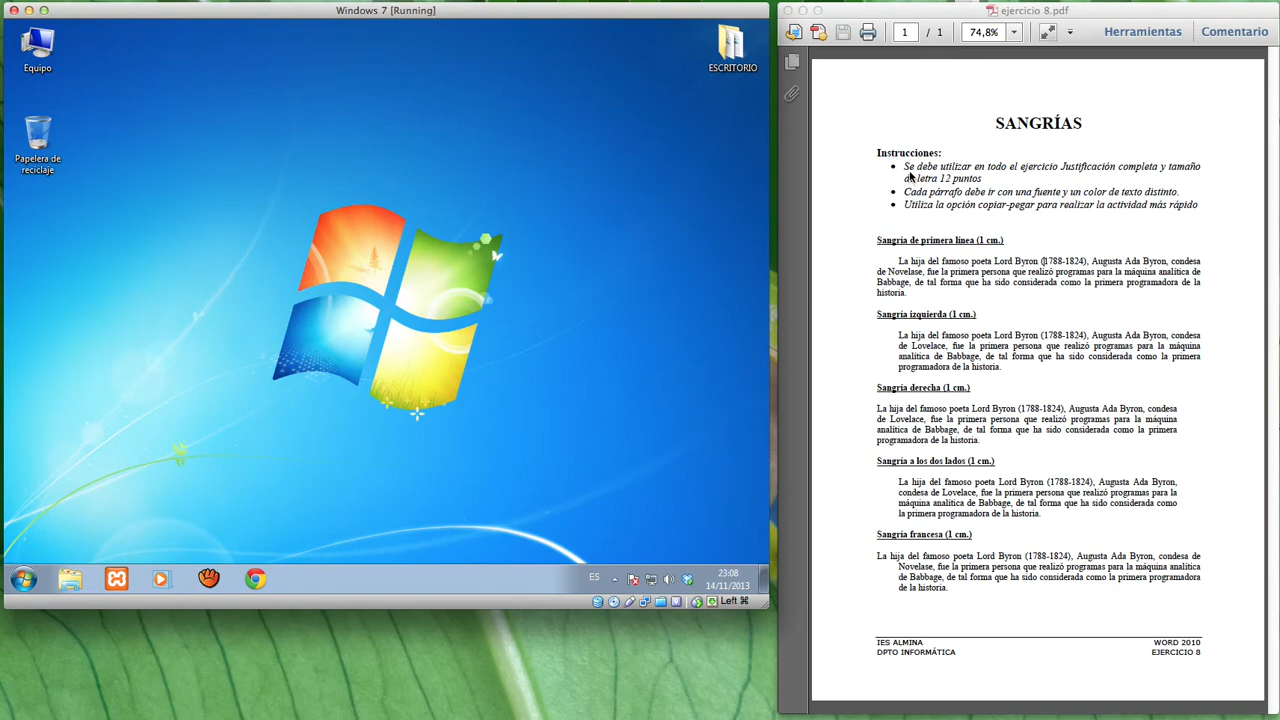 Windows 7 [Running]
Equipo
Papelera de
reciclaje
ESCRITORIO
ES
23:08
14/11/2013
Left ⌘
ejercicio 8.pdf
1 / 1
74,8%
Herramientas
Comentario
SANGRÍAS
Instrucciones:
• Se debe utilizar en todo el ejercicio Justificación completa y tamaño
de letra 12 puntos
• Cada párrafo debe ir con una fuente y un color de texto distinto.
• Utiliza la opción copiar-pegar para realizar la actividad más rápido
Sangría de primera línea (1 cm.)
La hija del famoso poeta Lord Byron (1788-1824), Augusta Ada Byron, condesa
de Novelase, fue la primera persona que realizó programas para la máquina analítica de
Babbage, de tal forma que ha sido considerada como la primera programadora de la
historia.
Sangría izquierda (1 cm.)
La hija del famoso poeta Lord Byron (1788-1824), Augusta Ada Byron, condesa
de Lovelace, fue la primera persona que realizó programas para la máquina
analítica de Babbage, de tal forma que ha sido considerada como la primera
programadora de la historia.
Sangría derecha (1 cm.)
La hija del famoso poeta Lord Byron (1788-1824), Augusta Ada Byron, condesa
de Lovelace, fue la primera persona que realizó programas para la máquina
analítica de Babbage, de tal forma que ha sido considerada como la primera
programadora de la historia.
Sangría a los dos lados (1 cm.)
La hija del famoso poeta Lord Byron (1788-1824), Augusta Ada Byron,
condesa de Lovelace, fue la primera persona que realizó programas para la
máquina analítica de Babbage, de tal forma que ha sido considerada como
la primera programadora de la historia.
Sangría francesa (1 cm.)
La hija del famoso poeta Lord Byron (1788-1824), Augusta Ada Byron, condesa de
Novelase, fue la primera persona que realizó programas para la máquina analítica
de Babbage, de tal forma que ha sido considerada como la primera programadora
de la historia.
IES ALMINA
WORD 2010
DPTO INFORMÁTICA
EJERCICIO 8